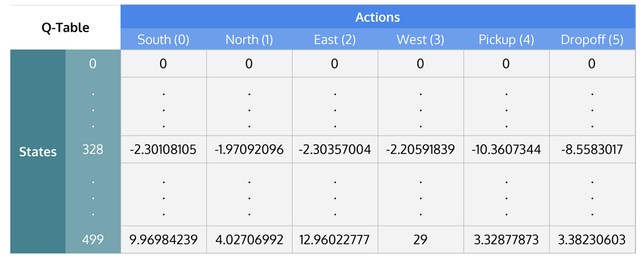 Q-Table
Actions
South (0) North (1) East (2) West (3) Pickup (4) Dropoff (5)
0 0 0 0 0 0 0
. . . . . . .
. . . . . . .
. . . . . . .
States 328 -2.30108105 -1.97092096 -2.30357004 -2.20591839 -10.3607344 -8.5583017
. . . . . . .
. . . . . . .
. . . . . . .
499 9.96984239 4.02706992 12.96022777 29 3.32877873 3.38230603